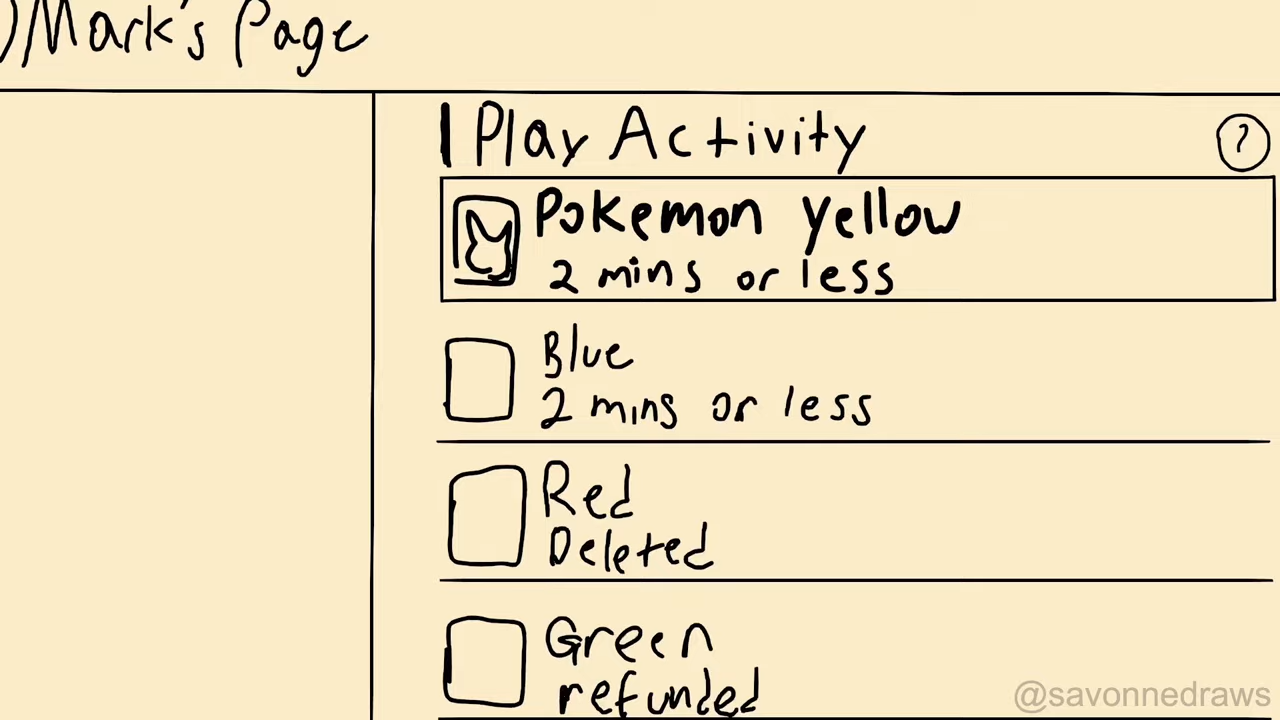 )Mark's Page
Play Activity
?
Pokemon yellow
2 mins or less
Blue
2 mins or less
Red
Deleted
Green
refunded
@savonnedraws